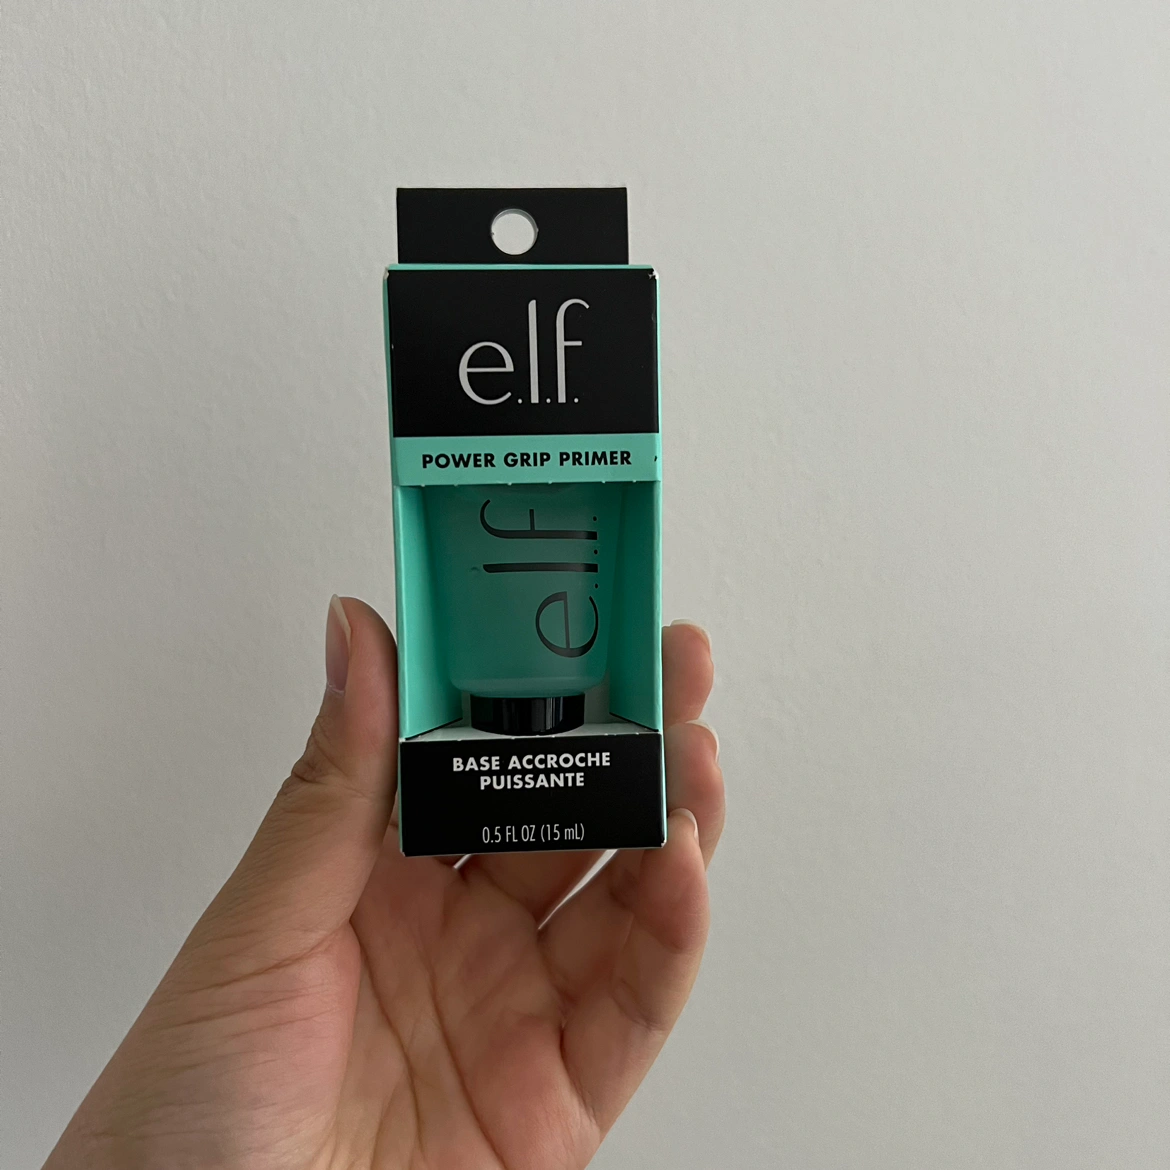 e.l.f.
POWER GRIP PRIMER
e.l.f.
BASE ACCROCHE
PUISSANTE
0.5 FL OZ (15 mL)